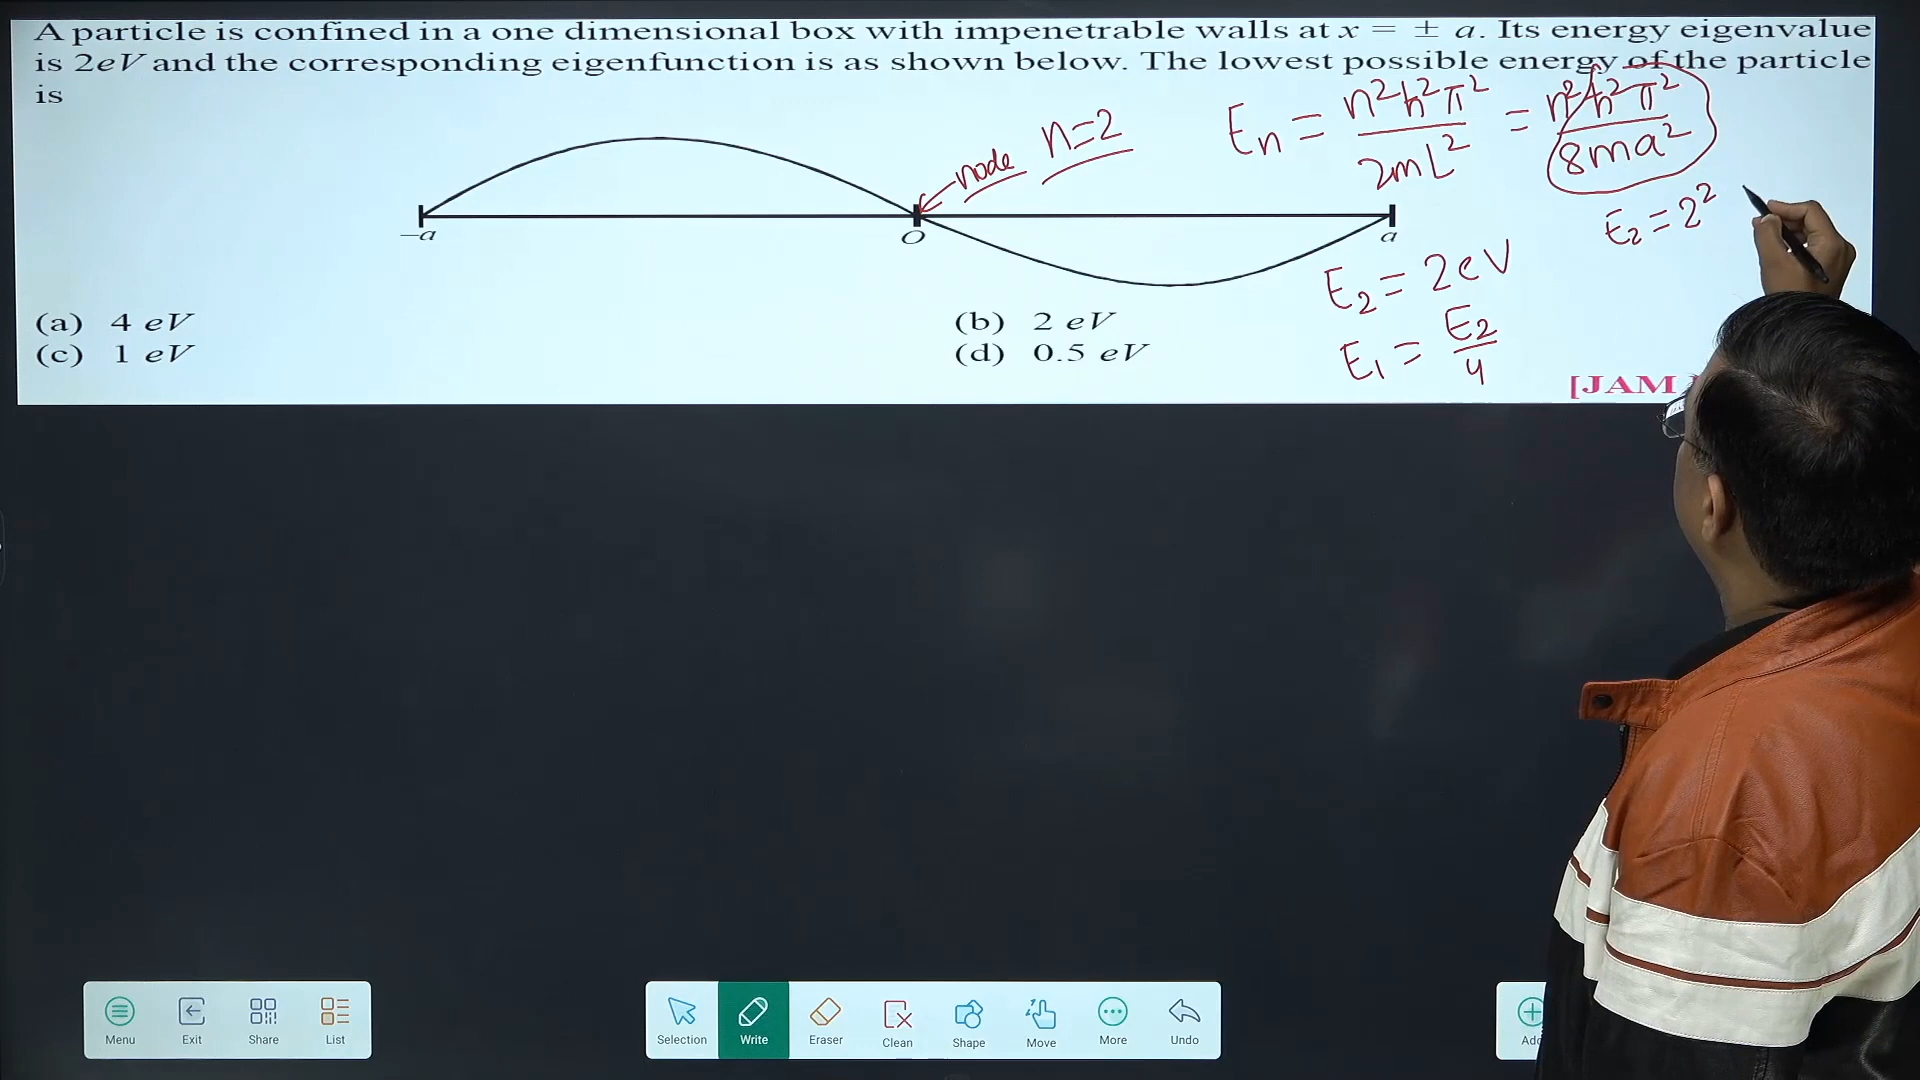 A particle is confined in a one dimensional box with impenetrable walls at x = ± a. Its energy eigenvalue
is 2eV and the corresponding eigenfunction is as shown below. The lowest possible energy of the particle
is
Eₙ = n²ħ²π² / 2mL² = n²ħ²π² / 8ma²
node n=2
-a O a
E₂ = 2²
E₂ = 2eV
E₁ = E₂ / 4
(a) 4 eV (b) 2 eV
(c) 1 eV (d) 0.5 eV
[JAM
Menu Exit Share List Selection Write Eraser Clean Shape Move More Undo